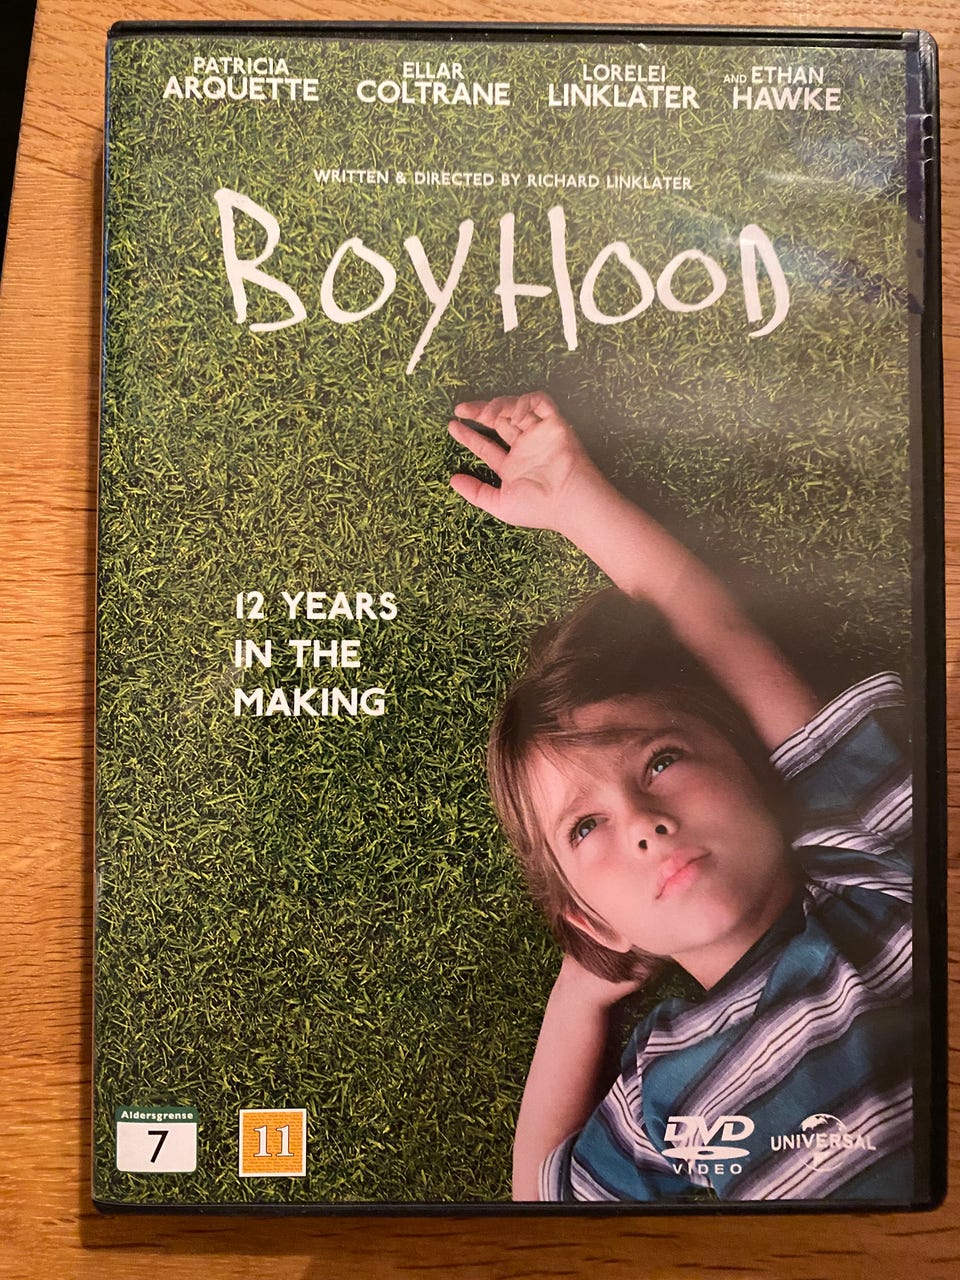 PATRICIA ARQUETTE
ELLAR COLTRANE
LORELEI LINKLATER
AND ETHAN HAWKE
WRITTEN & DIRECTED BY RICHARD LINKLATER
BOYHOOD
12 YEARS
IN THE
MAKING
Aldersgrense
7
11
DVD
VIDEO
UNIVERSAL